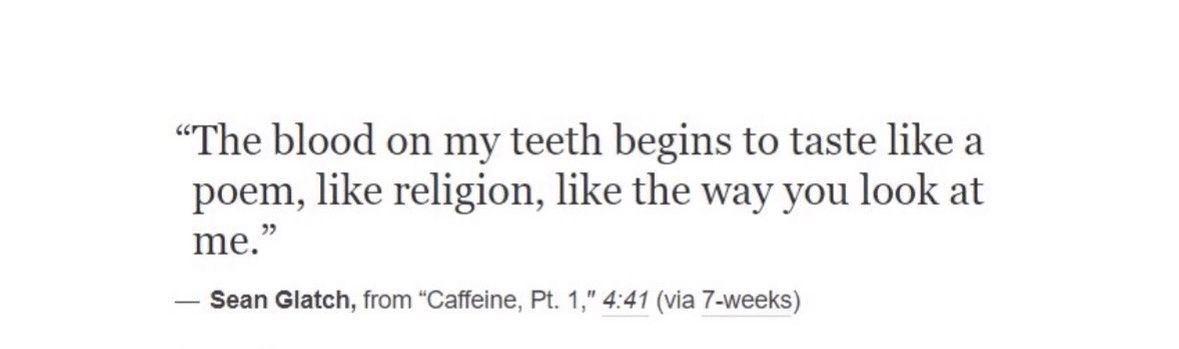 “The blood on my teeth begins to taste like a
poem, like religion, like the way you look at
me.”
— Sean Glatch, from “Caffeine, Pt. 1,” 4:41 (via 7-weeks)